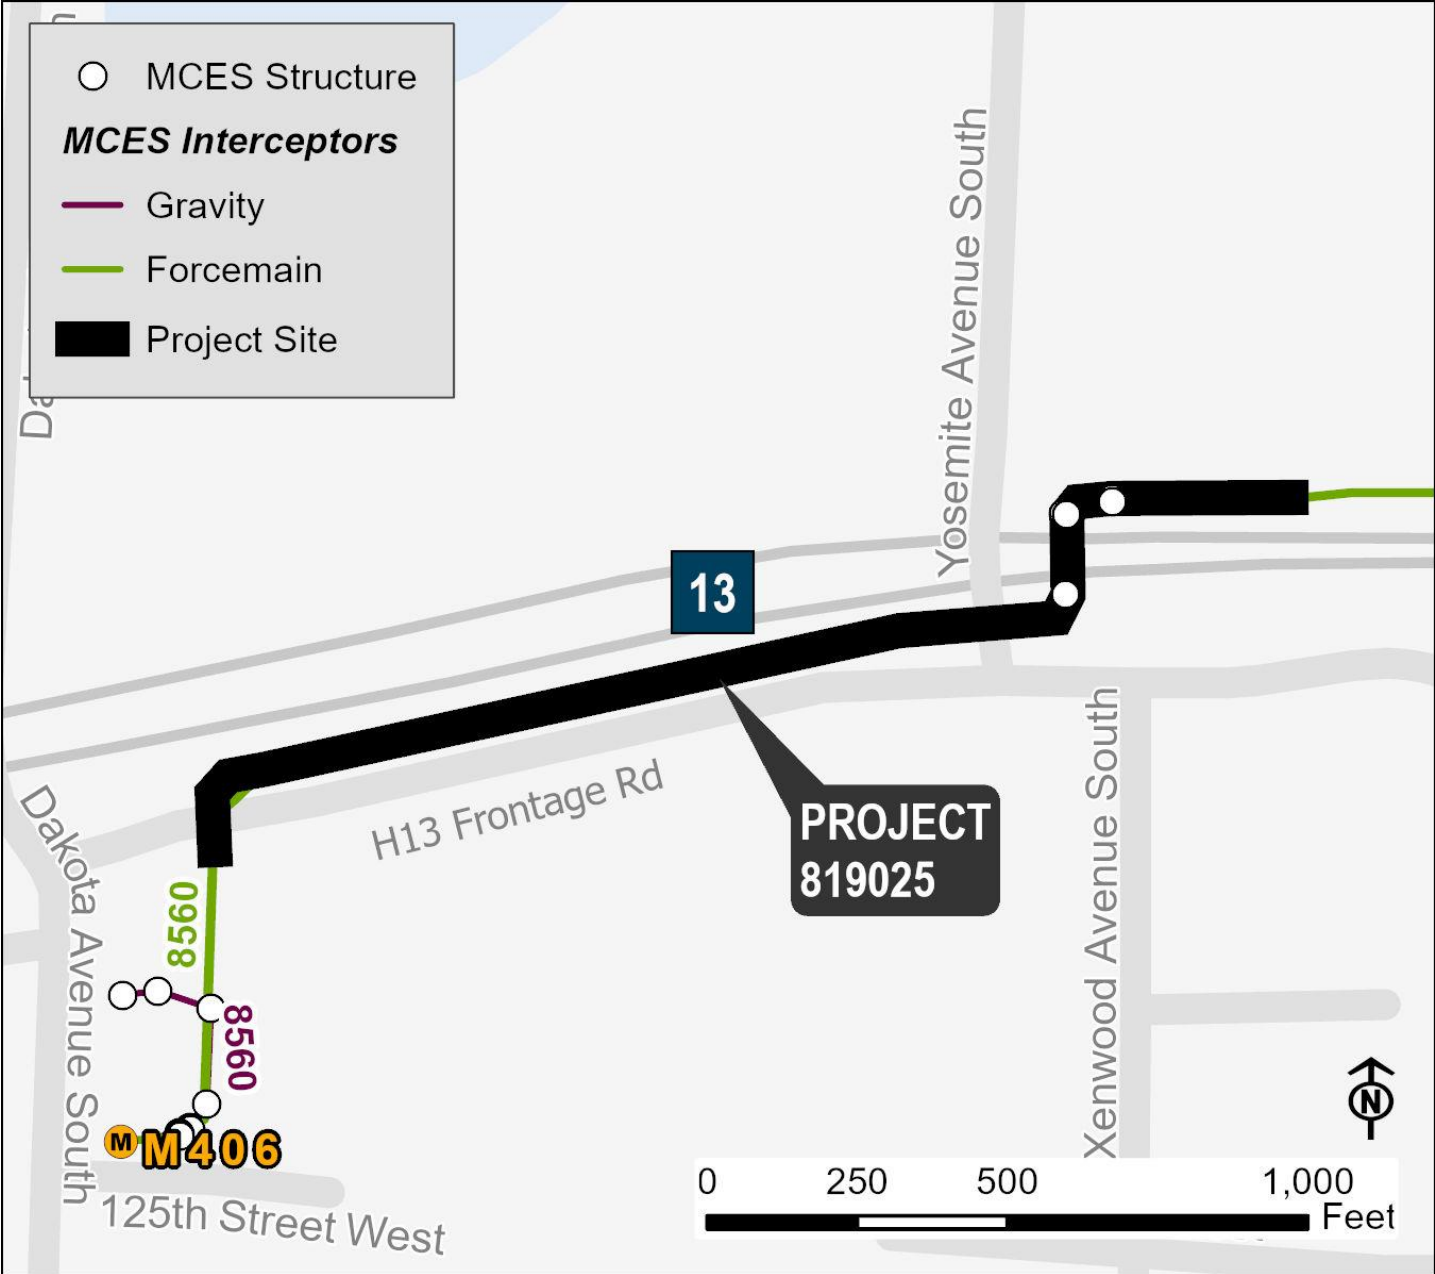 MCES Structure
MCES Interceptors
Gravity
Forcemain
Project Site
Yosemite Avenue South
13
H13 Frontage Rd
PROJECT
819025
Dakota Avenue South
8560
8560
Xenwood Avenue South
M
M406
125th Street West
N
0 250 500 1,000
Feet